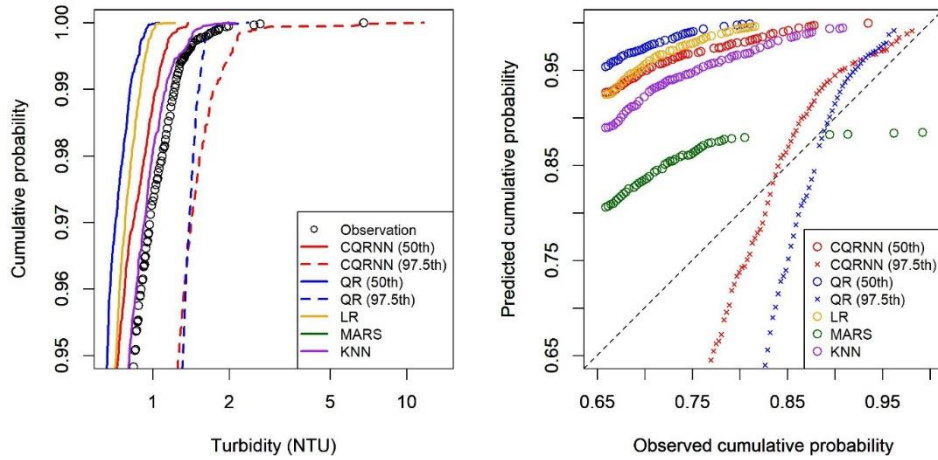 Cumulative probability
1.00
0.99
0.98
0.97
0.96
0.95
Observation
CQRNN (50th)
CQRNN (97.5th)
QR (50th)
QR (97.5th)
LR
MARS
KNN
1 2 5 10
Turbidity (NTU)
Predicted cumulative probability
0.95
0.85
0.75
0.65
CQRNN (50th)
CQRNN (97.5th)
QR (50th)
QR (97.5th)
LR
MARS
KNN
0.65 0.75 0.85 0.95
Observed cumulative probability